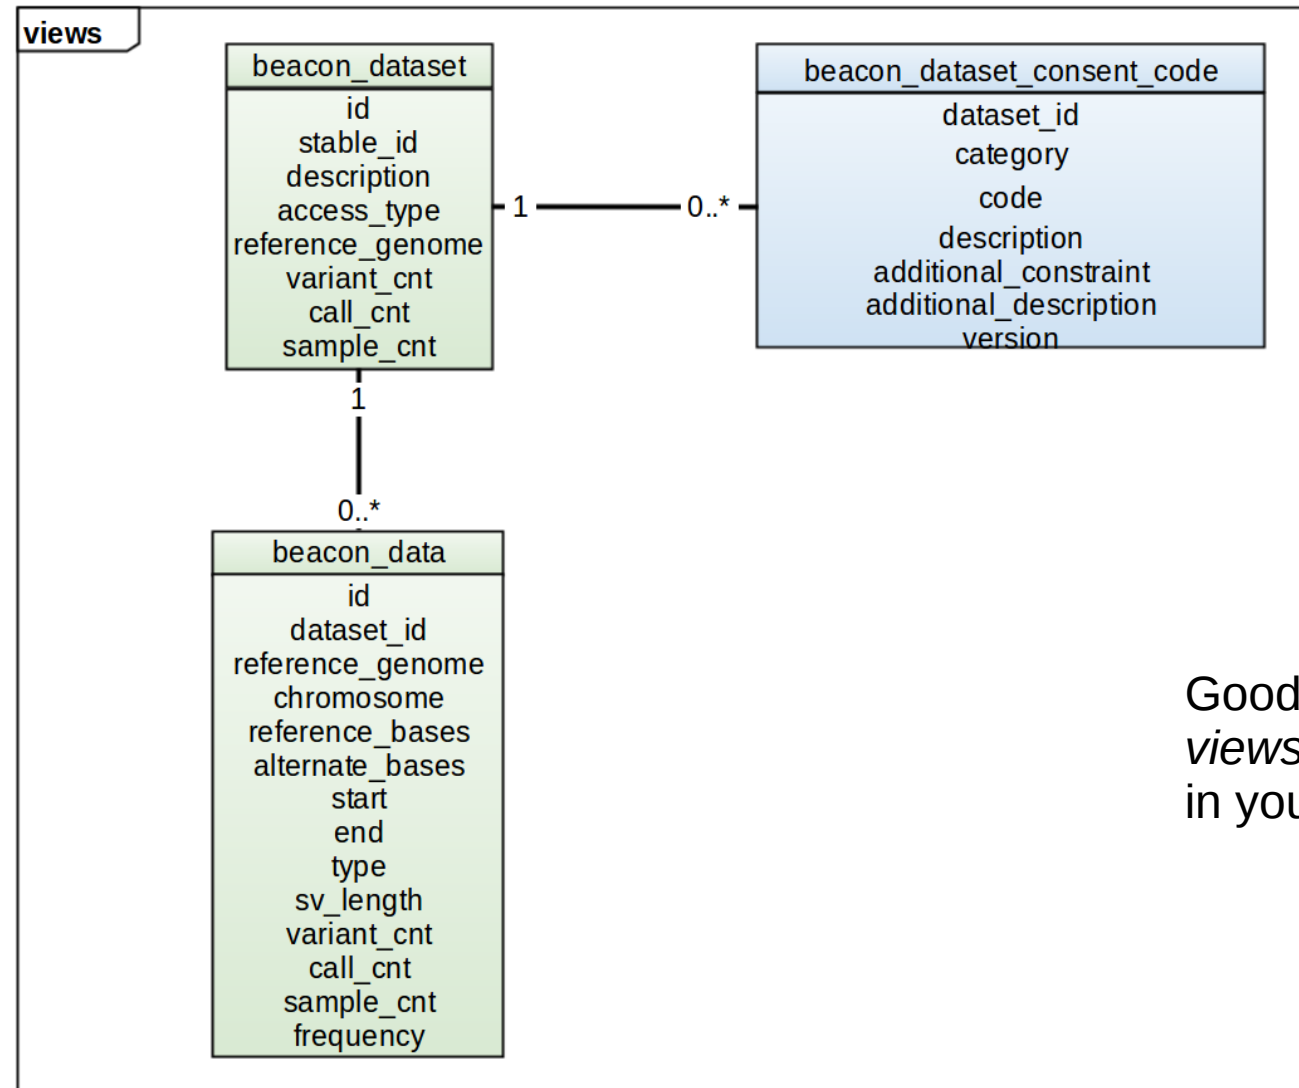 views
beacon_dataset
id
stable_id
description
access_type
reference_genome
variant_cnt
call_cnt
sample_cnt
1
0..*
beacon_dataset_consent_code
dataset_id
category
code
description
additional_constraint
additional_description
version
1
0..*
beacon_data
id
dataset_id
reference_genome
chromosome
reference_bases
alternate_bases
start
end
type
sv_length
variant_cnt
call_cnt
sample_cnt
frequency
Good
views
in